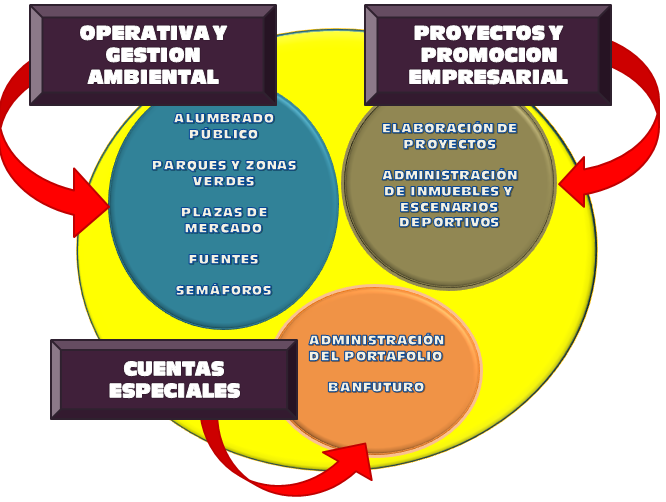 OPERATIVA Y
GESTION
AMBIENTAL
PROYECTOS Y
PROMOCION
EMPRESARIAL
ALUMBRADO
PÚBLICO
PARQUES Y ZONAS
VERDES
PLAZAS DE
MERCADO
FUENTES
SEMÁFOROS
ELABORACIÓN DE
PROYECTOS
ADMINISTRACIÓN
DE INMUEBLES Y
ESCENARIOS
DEPORTIVOS
CUENTAS
ESPECIALES
ADMINISTRACIÓN
DEL PORTAFOLIO
BANFUTURO